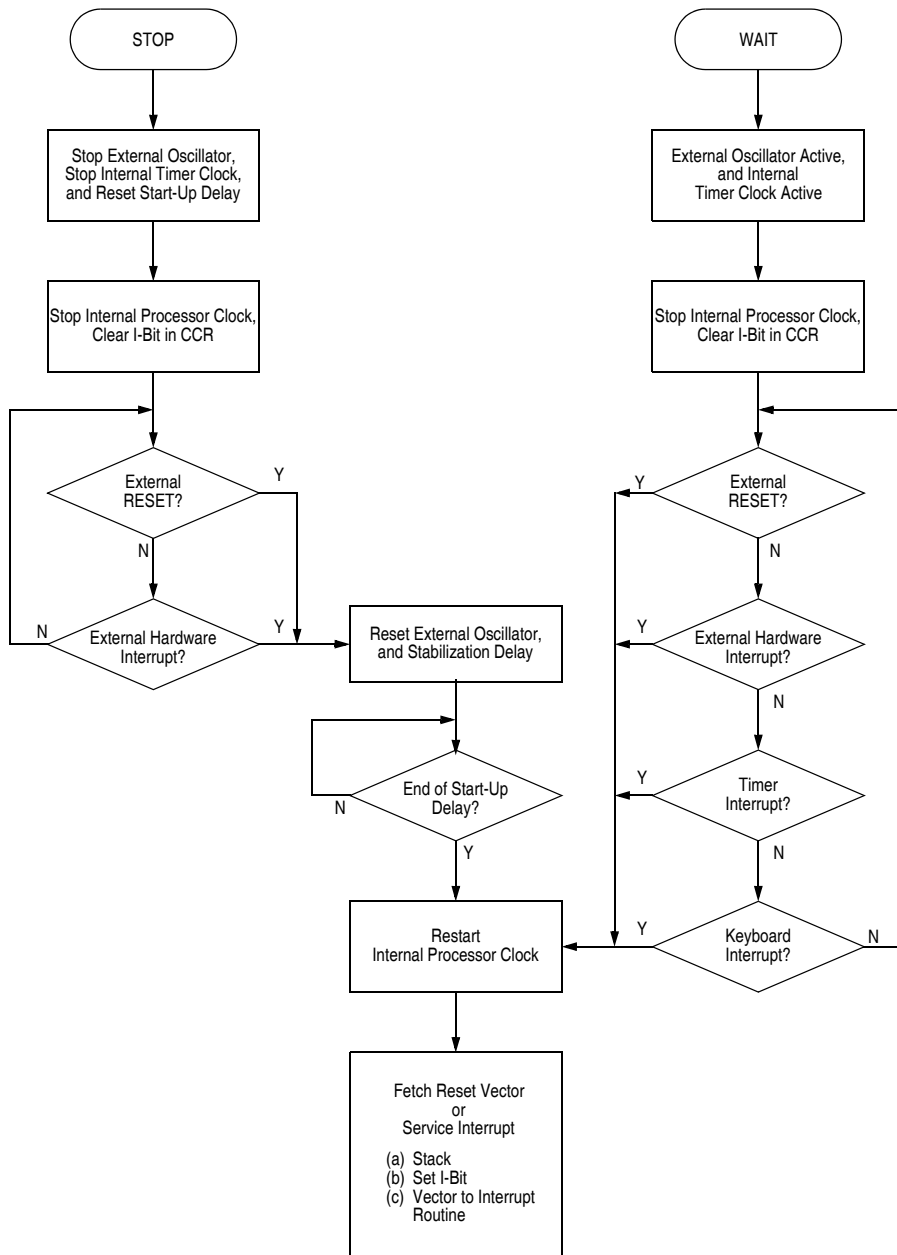 STOP
Stop External Oscillator,
Stop Internal Timer Clock,
and Reset Start-Up Delay
Stop Internal Processor Clock,
Clear I-Bit in CCR
External
RESET?
Y
N
External Hardware
Interrupt?
N
Y
Reset External Oscillator,
and Stabilization Delay
End of Start-Up
Delay?
N
Y
Restart
Internal Processor Clock
Fetch Reset Vector
or
Service Interrupt
(a) Stack
(b) Set I-Bit
(c) Vector to Interrupt
Routine
WAIT
External Oscillator Active,
and Internal
Timer Clock Active
Stop Internal Processor Clock,
Clear I-Bit in CCR
Y
External
RESET?
N
Y
External Hardware
Interrupt?
N
Y
Timer
Interrupt?
N
Y
Keyboard
Interrupt?
N